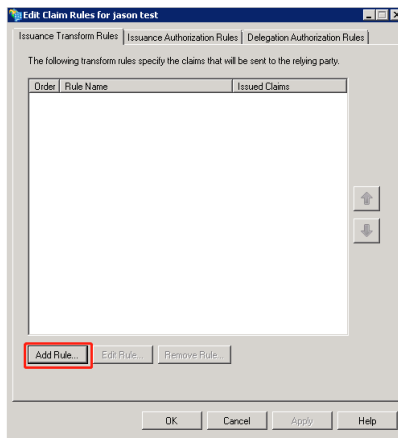 Edit Claim Rules for jason test
Issuance Transform Rules Issuance Authorization Rules Delegation Authorization Rules
The following transform rules specify the claims that will be sent to the relying party.
Order Rule Name Issued Claims
Add Rule... Edit Rule... Remove Rule...
OK Cancel Apply Help